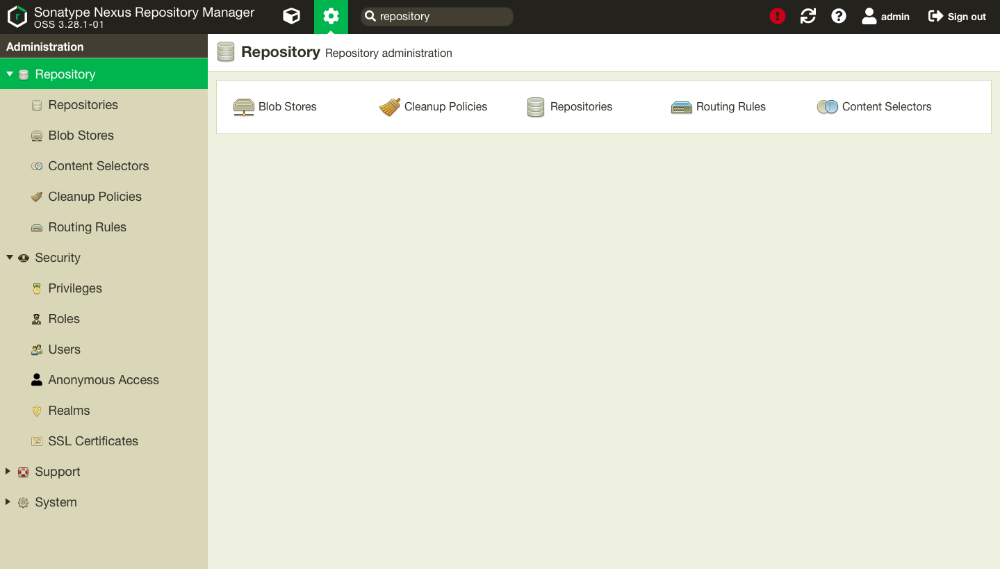 Sonatype Nexus Repository Manager
OSS 3.28.1-01
repository
admin
Sign out
Administration
Repository
Repositories
Blob Stores
Content Selectors
Cleanup Policies
Routing Rules
Security
Privileges
Roles
Users
Anonymous Access
Realms
SSL Certificates
Support
System
Repository Repository administration
Blob Stores
Cleanup Policies
Repositories
Routing Rules
Content Selectors